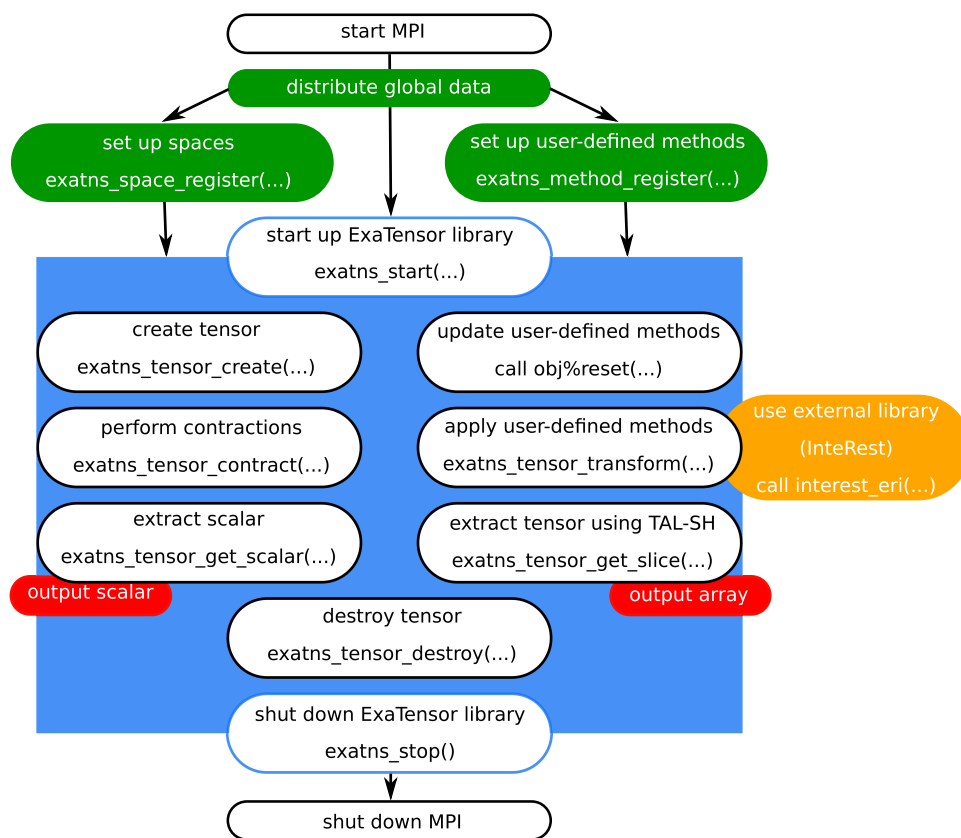 start MPI
distribute global data
set up spaces
exatns_space_register(...)
set up user-defined methods
exatns_method_register(...)
start up ExaTensor library
exatns_start(...)
create tensor
exatns_tensor_create(...)
update user-defined methods
call obj%reset(...)
perform contractions
exatns_tensor_contract(...)
apply user-defined methods
exatns_tensor_transform(...)
use external library
(InteRest)
call interest_eri(...)
extract scalar
exatns_tensor_get_scalar(...)
extract tensor using TAL-SH
exatns_tensor_get_slice(...)
output scalar
output array
destroy tensor
exatns_tensor_destroy(...)
shut down ExaTensor library
exatns_stop()
shut down MPI